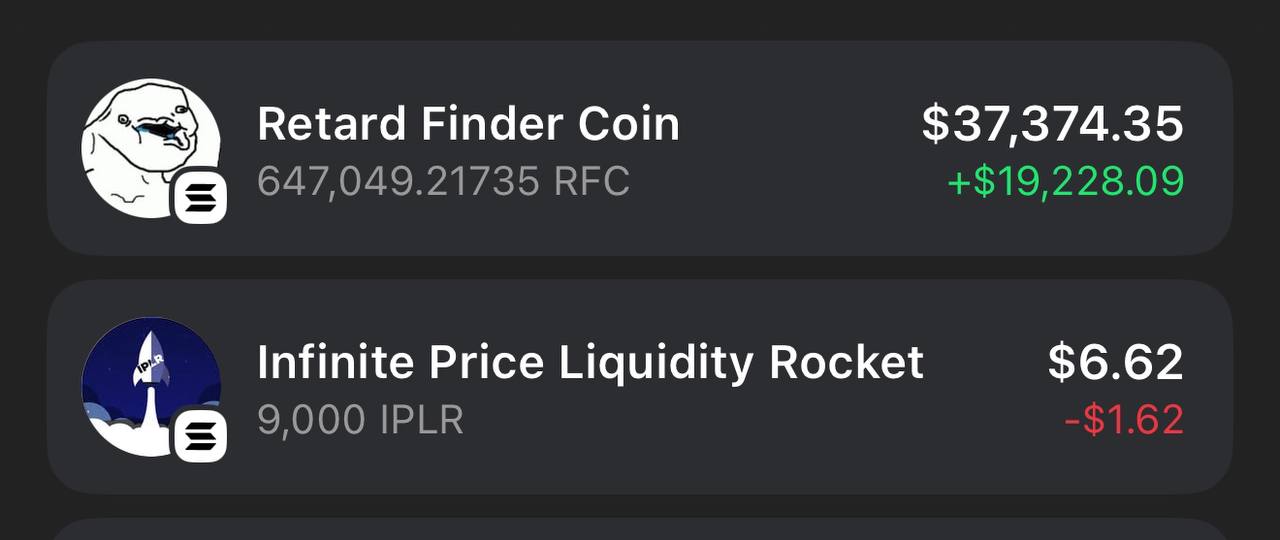 Retard Finder Coin
$37,374.35
647,049.21735 RFC
+$19,228.09
IPLR
Infinite Price Liquidity Rocket
$6.62
9,000 IPLR
-$1.62